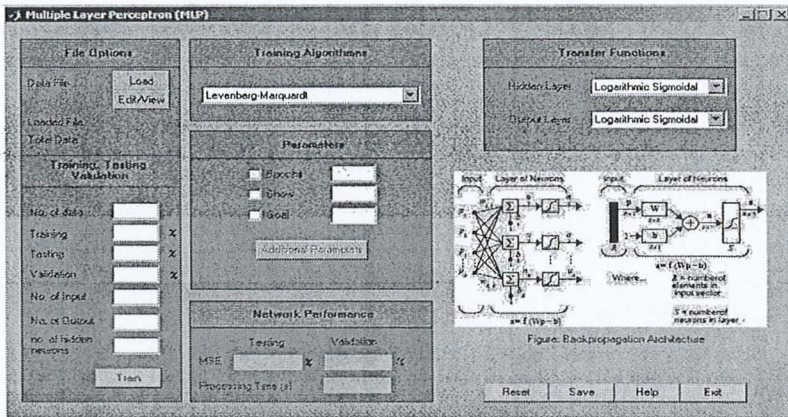 Multiple Layer Perceptron (MLP)
File Options
Data File
Load
Edit/View
Loaded File
Total Data
Training, Testing
Validation
No. of data
Training %
Testing %
Validation %
No. of Input
No. of Output
no. of hidden
neurons
Train
Training Algorithms
Levenberg-Marquardt
Parameters
Epochs
Show
Goal
Additional Parameters
Network Performance
Testing Validation
MSE % %
Processing Time (s)
Transfer Functions
Hidden Layer Logarithmic Sigmoidal
Output Layer Logarithmic Sigmoidal
Input Layer of Neurons
Input Layer of Neurons
a= f (Wp - b)
a= f (Wp - b)
Where...
R = number of
elements in
input vector
S = number of
neurons in layer
Figure: Backpropagation Architecture
Reset Save Help Exit